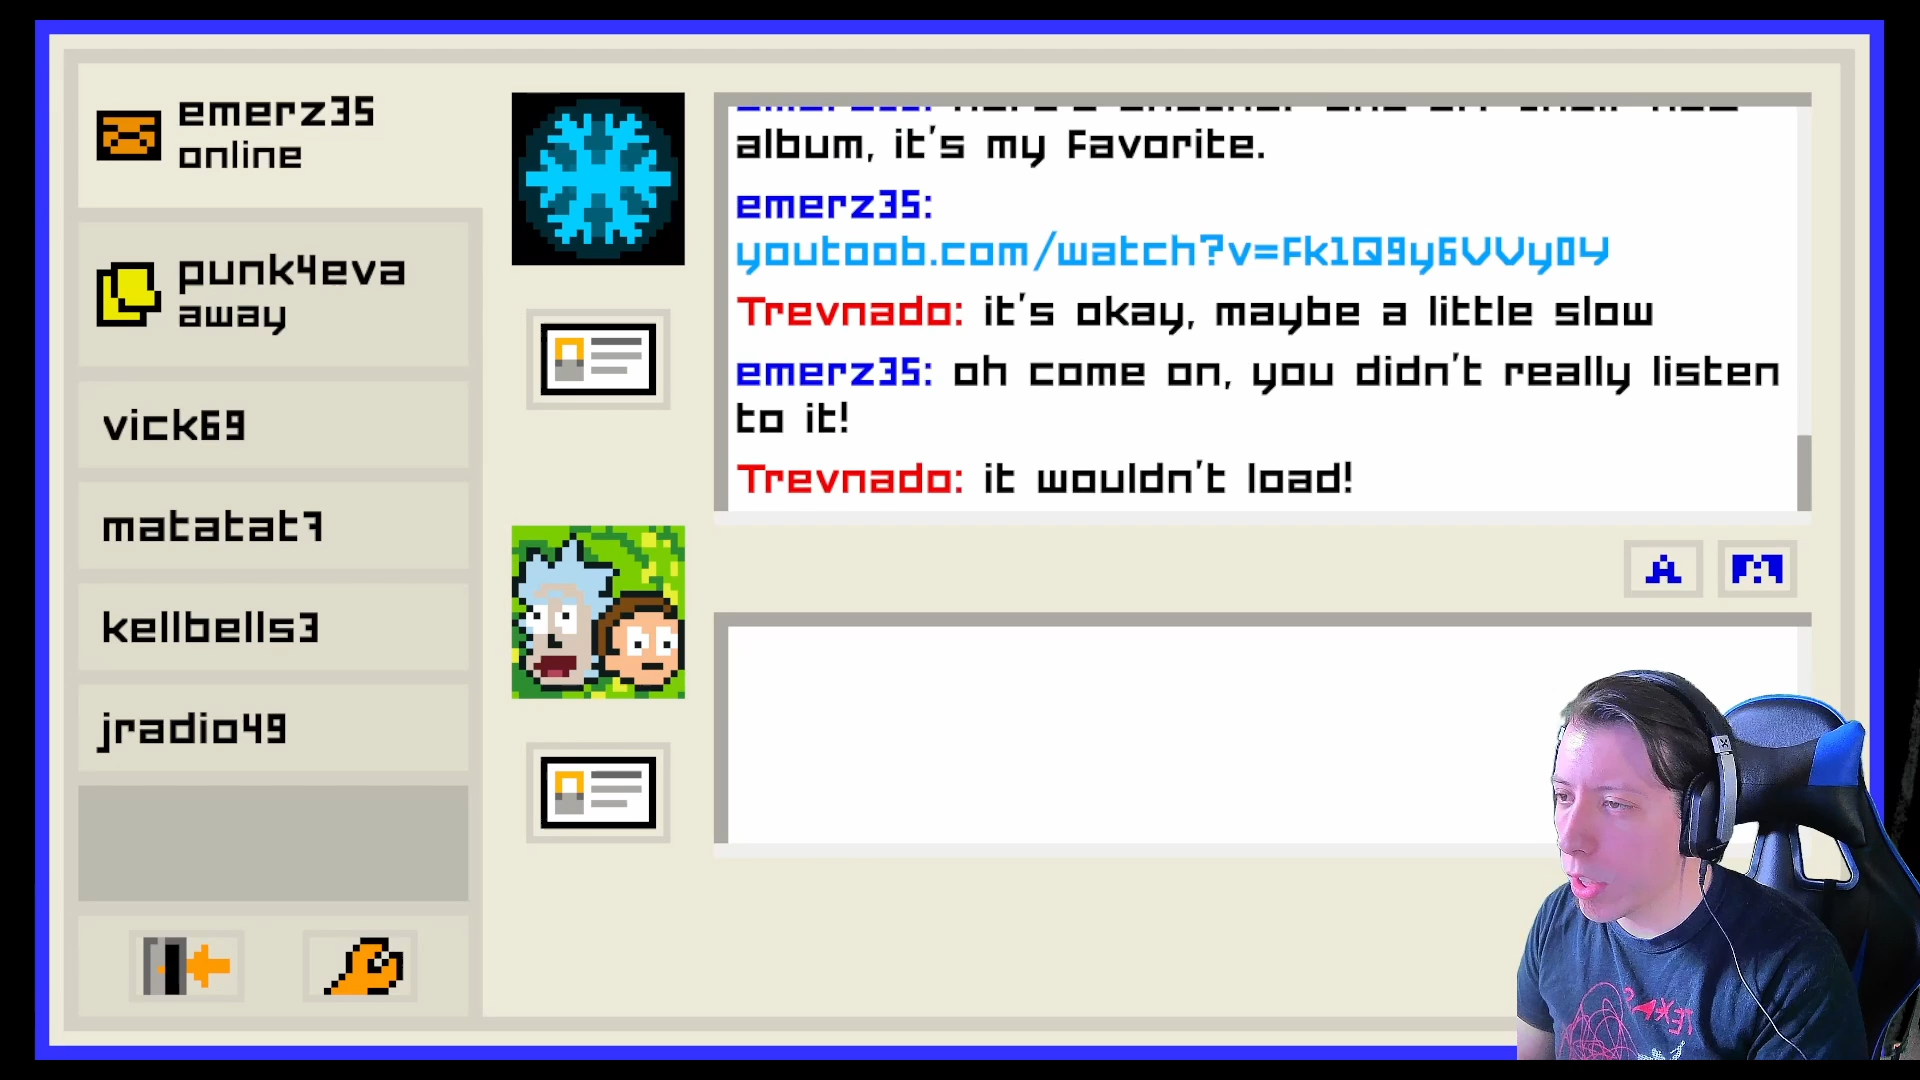 emerz35
online
punk4eva
away
vick69
matatat7
kellbells3
jradio49
album, it's my favorite.
emerz35:
youtoob.com/watch?v=fk1Q9y6VVy04
Trevnado: it's okay, maybe a little slow
emerz35: oh come on, you didn't really listen
to it!
Trevnado: it wouldn't load!
A M